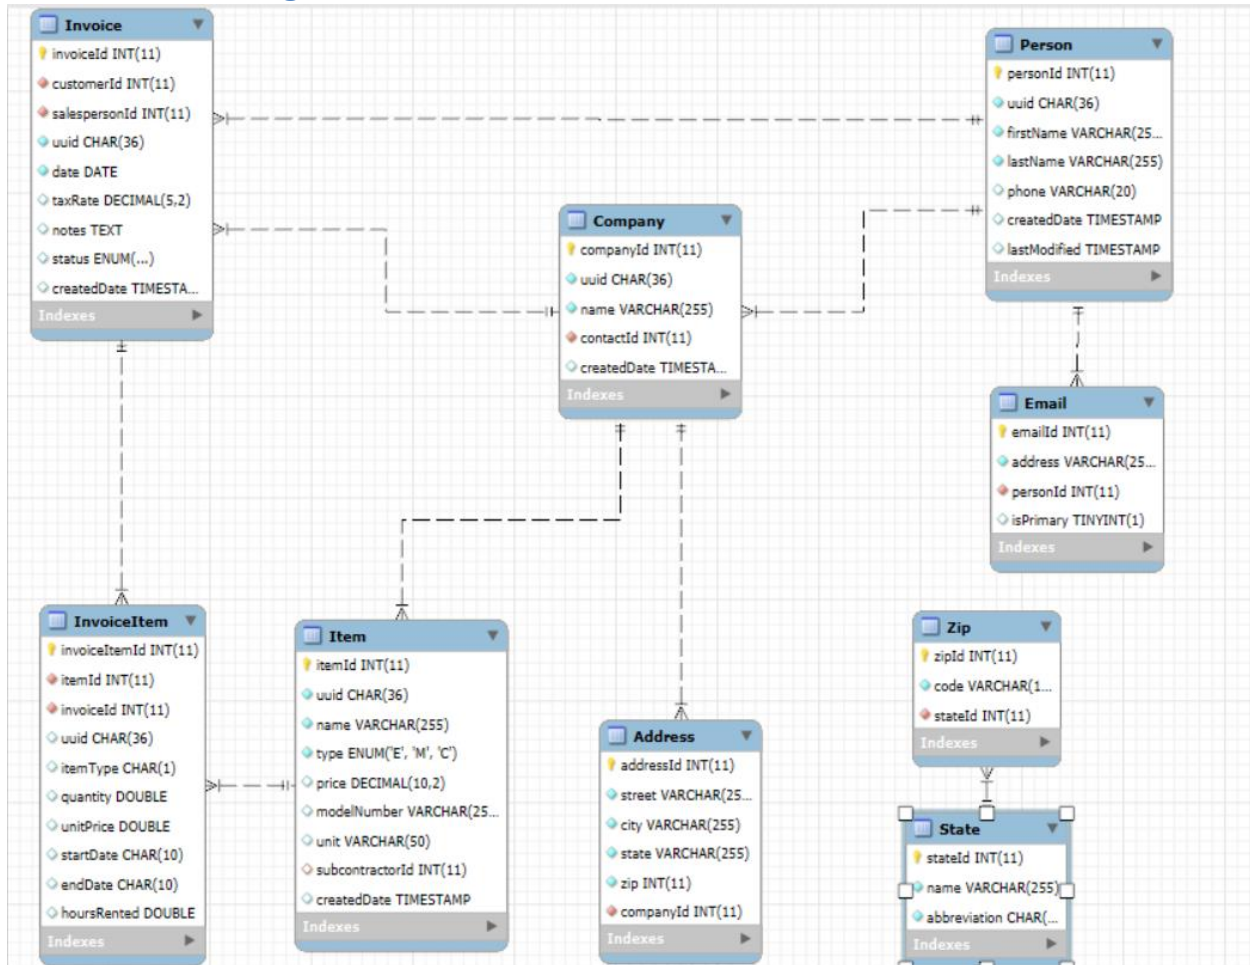 Invoice
invoiceId INT(11)
customerId INT(11)
salespersonId INT(11)
uuid CHAR(36)
date DATE
taxRate DECIMAL(5,2)
notes TEXT
status ENUM(...)
createdDate TIMESTA...
Indexes
Person
personId INT(11)
uuid CHAR(36)
firstName VARCHAR(25...
lastName VARCHAR(255)
phone VARCHAR(20)
createdDate TIMESTAMP
lastModified TIMESTAMP
Indexes
Company
companyId INT(11)
uuid CHAR(36)
name VARCHAR(255)
contactId INT(11)
createdDate TIMESTA...
Indexes
Email
emailId INT(11)
address VARCHAR(25...
personId INT(11)
isPrimary TINYINT(1)
Indexes
InvoiceItem
invoiceItemId INT(11)
itemId INT(11)
invoiceId INT(11)
uuid CHAR(36)
itemType CHAR(1)
quantity DOUBLE
unitPrice DOUBLE
startDate CHAR(10)
endDate CHAR(10)
hoursRented DOUBLE
Indexes
Item
itemId INT(11)
uuid CHAR(36)
name VARCHAR(255)
type ENUM('E', 'M', 'C')
price DECIMAL(10,2)
modelNumber VARCHAR(25...
unit VARCHAR(50)
subcontractorId INT(11)
createdDate TIMESTAMP
Indexes
Address
addressId INT(11)
street VARCHAR(25...
city VARCHAR(255)
state VARCHAR(255)
zip INT(11)
companyId INT(11)
Indexes
Zip
zipId INT(11)
code VARCHAR(1...
stateId INT(11)
Indexes
State
stateId INT(11)
name VARCHAR(255)
abbreviation CHAR(...
Indexes